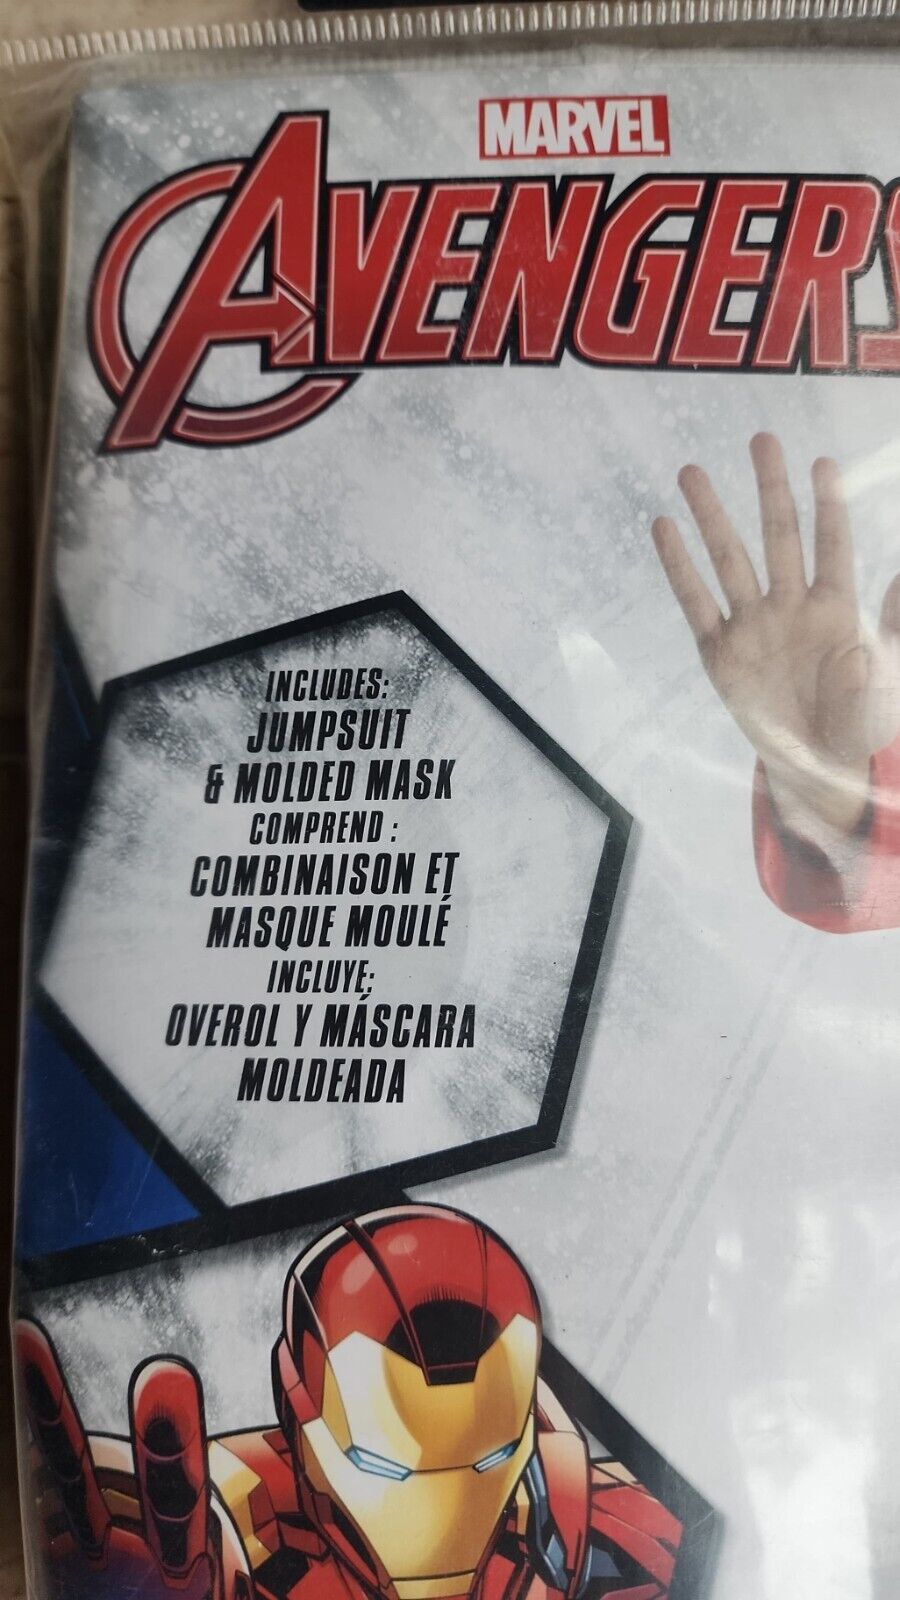 MARVEL
AVENGERS
INCLUDES:
JUMPSUIT
& MOLDED MASK
COMPREND :
COMBINAISON ET
MASQUE MOULÉ
INCLUYE:
OVEROL Y MÁSCARA
MOLDEADA